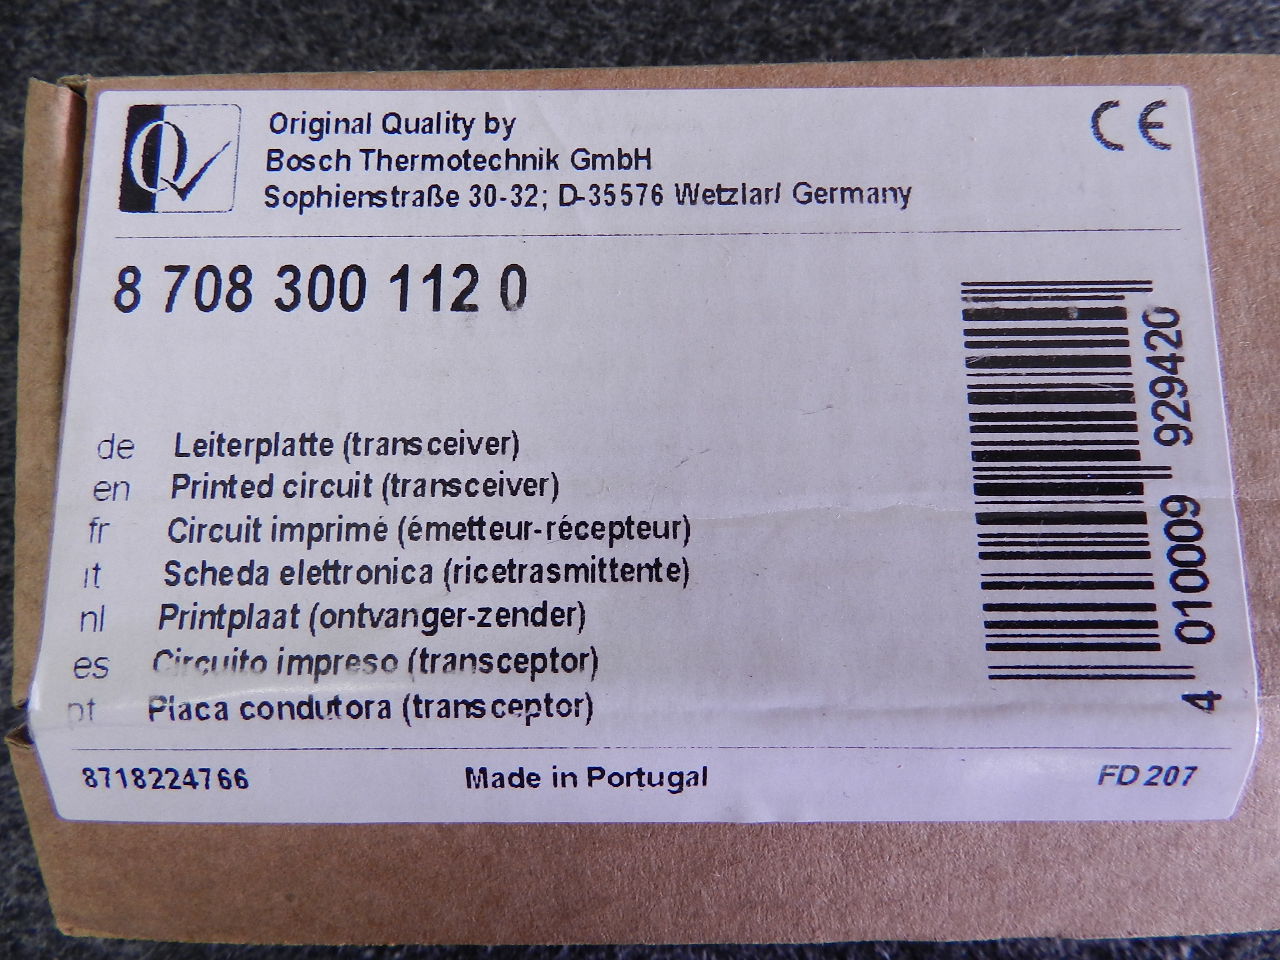 Q
Original Quality by
Bosch Thermotechnik GmbH
Sophienstraße 30-32; D-35576 Wetzlar/ Germany
CE
8 708 300 112 0
de Leiterplatte (transceiver)
en Printed circuit (transceiver)
fr Circuit imprimé (émetteur-récepteur)
it Scheda elettronica (ricetrasmittente)
nl Printplaat (ontvanger-zender)
es Circuito impreso (transceptor)
pt Placa condutora (transceptor)
4 010009 929420
8718224766 Made in Portugal FD 207